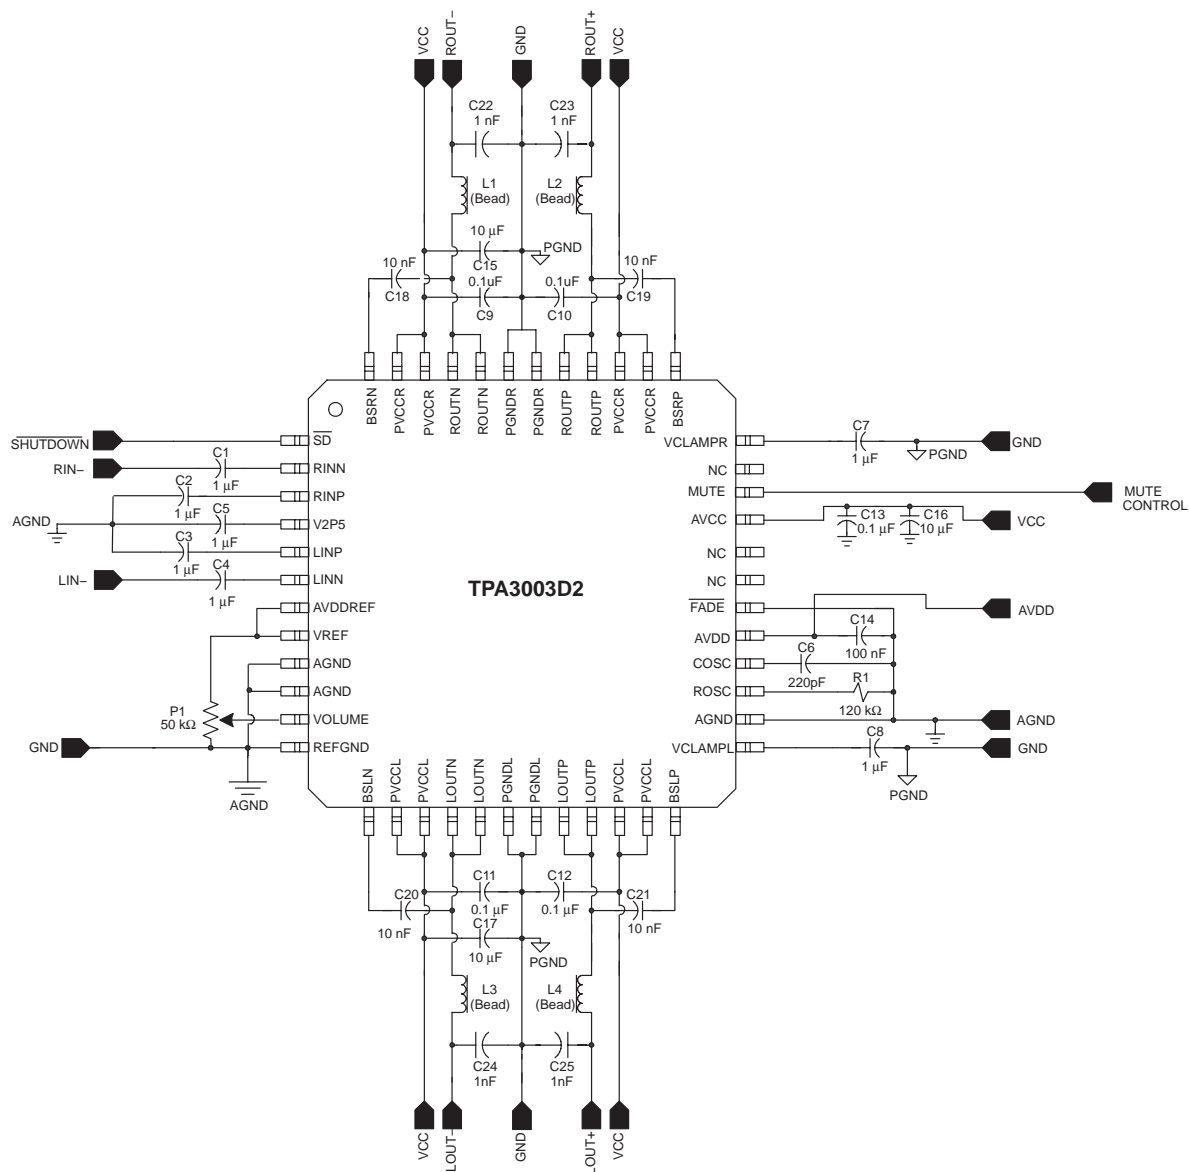 VCC
ROUT−
GND
ROUT+
VCC
C22
1 nF
C23
1 nF
L1
(Bead)
L2
(Bead)
10 µF
C15
PGND
10 nF
C18
0.1uF
C9
0.1uF
C10
10 nF
C19
BSRN
PVCCR
PVCCR
ROUTN
ROUTN
PGNDR
PGNDR
ROUTP
ROUTP
PVCCR
PVCCR
BSRP
SHUTDOWN
RIN−
AGND
LIN−
GND
C1
1 µF
C2
1 µF
C5
1 µF
C3
1 µF
C4
1 µF
P1
50 kΩ
AGND
SD
RINN
RINP
V2P5
LINP
LINN
AVDDREF
VREF
AGND
AGND
VOLUME
REFGND
TPA3003D2
VCLAMPR
NC
MUTE
AVCC
NC
NC
FADE
AVDD
COSC
ROSC
AGND
VCLAMPL
C7
1 µF
PGND
GND
MUTE
CONTROL
C13
0.1 µF
C16
10 µF
VCC
AVDD
C14
100 nF
C6
220pF
R1
120 kΩ
AGND
C8
1 µF
GND
PGND
BSLN
PVCCL
PVCCL
LOUTN
LOUTN
PGNDL
PGNDL
LOUTP
LOUTP
PVCCL
PVCCL
BSLP
C20
10 nF
C11
0.1 µF
C12
0.1 µF
C21
10 nF
C17
10 µF
PGND
L3
(Bead)
L4
(Bead)
C24
1nF
C25
1nF
VCC
LOUT−
GND
LOUT+
VCC